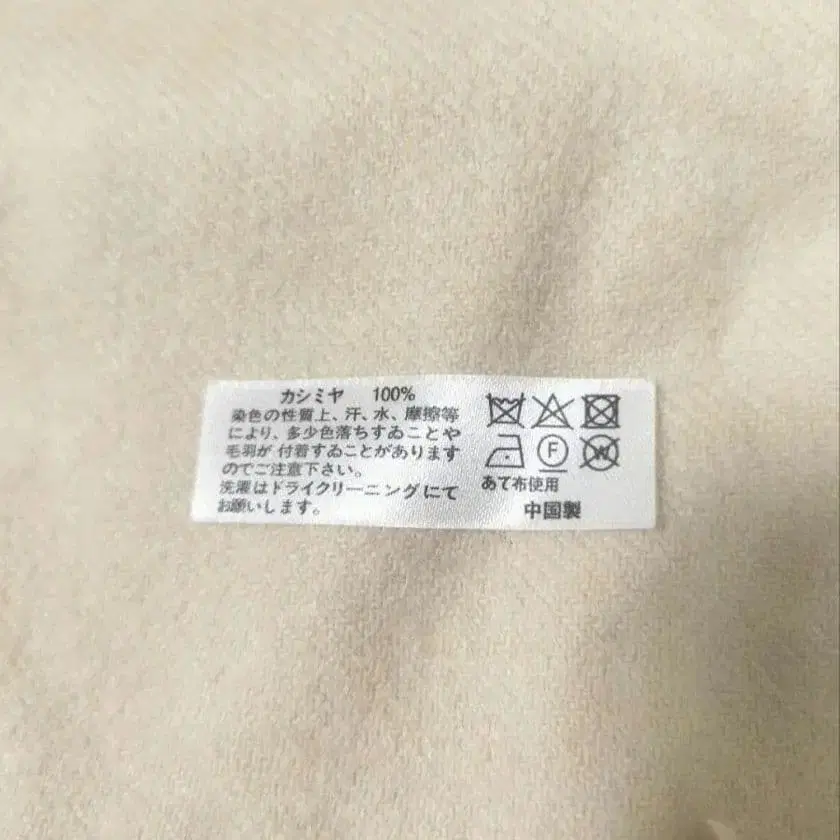 カシミヤ 100%
染色の性質上、汗、水、摩擦等
により、多少色落ちすゐことや
毛羽が 付着すゐことがあります
のでご注意下さい。
洗濯はドライクリーニングにて
お願いします。
F
W
あて布使用
中国製